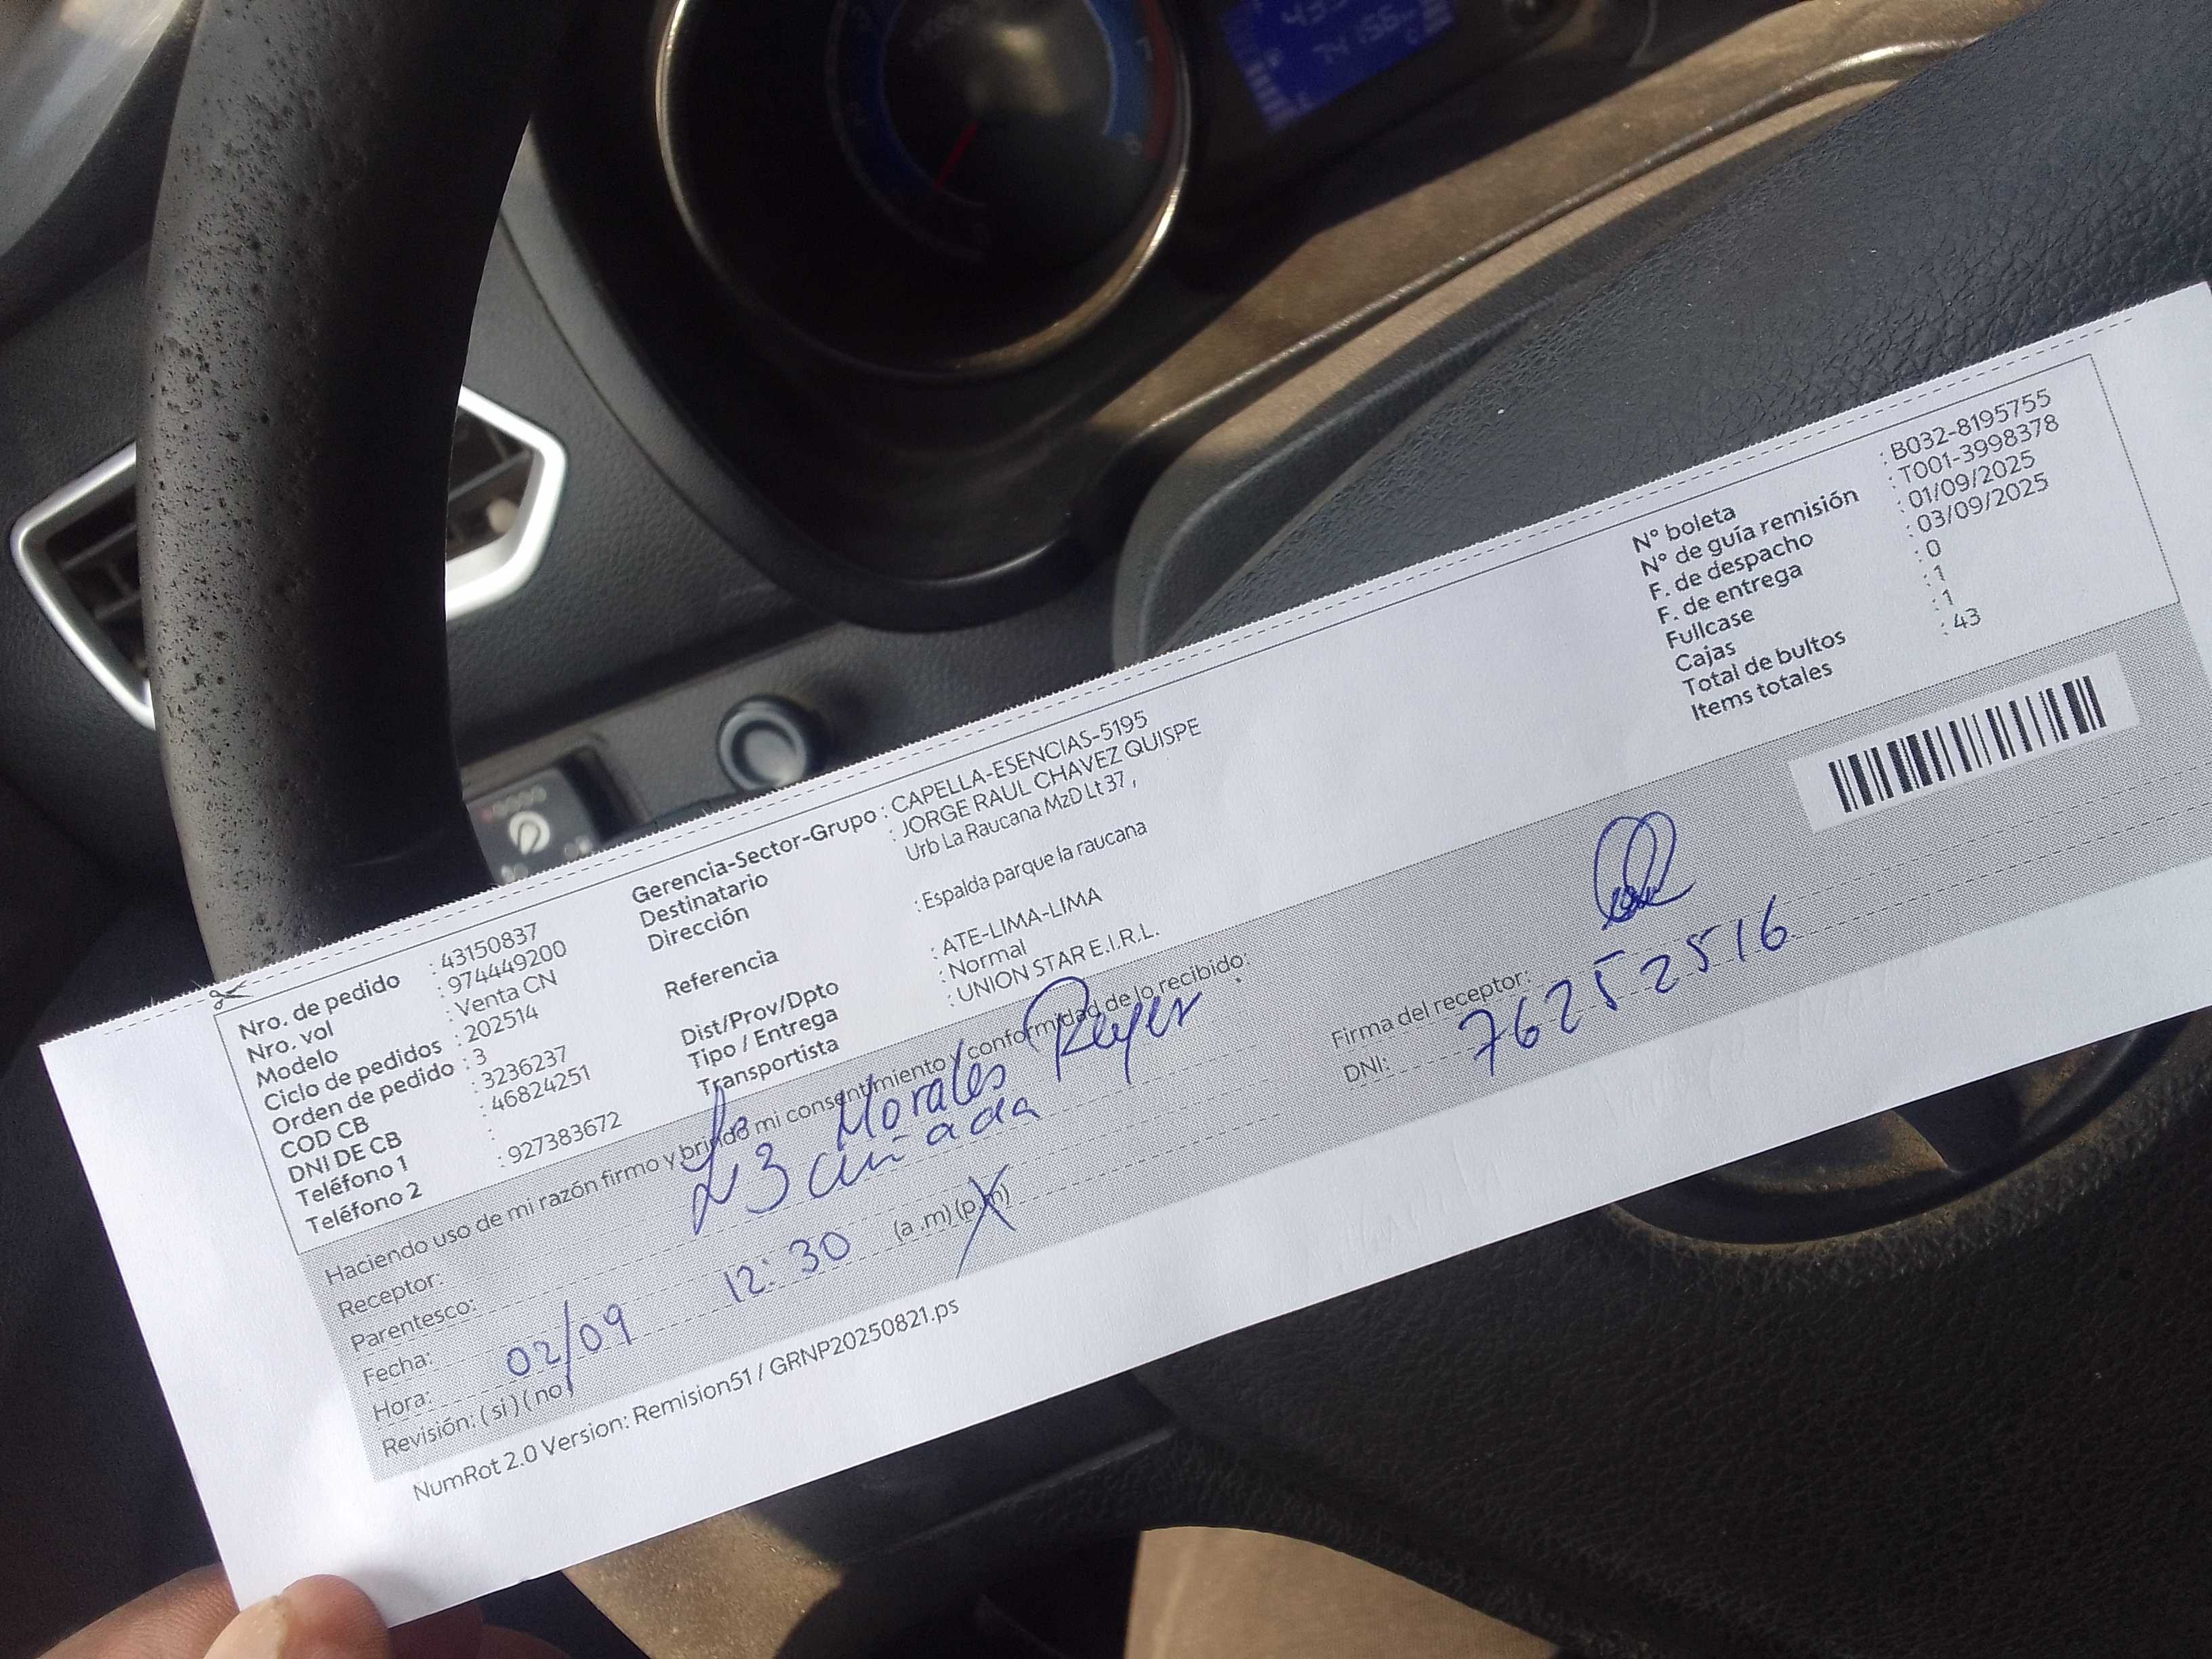 Nro. de pedido : 43150837
Nro. vol : 974449200
Modelo : Venta CN
Ciclo de pedidos : 202514
Orden de pedido : 3
COD CB : 3236237
DNI DE CB : 46824251
Teléfono 1 :
Teléfono 2 : 927383672
Gerencia-Sector-Grupo : CAPELLA-ESENCIAS-5195
Destinatario : JORGE RAUL CHAVEZ QUISPE
Dirección Urb La Raucana MzD Lt 37 ,
Referencia : Espalda parque la raucana
Dist/Prov/Dpto : ATE-LIMA-LIMA
Tipo / Entrega : Normal
Transportista : UNION STAR E.I.R.L.
N° boleta : B032-8195755
N° de guía remisión : T001-3998378
F. de despacho : 01/09/2025
F. de entrega : 03/09/2025
Fullcase : 0
Cajas : 1
Total de bultos : 1
Items totales : 43
Haciendo uso de mi razón firmo y brindo mi consentimiento y conformidad de lo recibido:
Receptor: Morales Reyes
Parentesco: cuñada
Fecha: 02/09
Hora: 12:30 (a .m) (p.m)
Revisión: ( si ) ( no )
Firma del receptor:
DNI: 76252516
NumRot 2.0 Version: Remision51 / GRNP20250821.ps